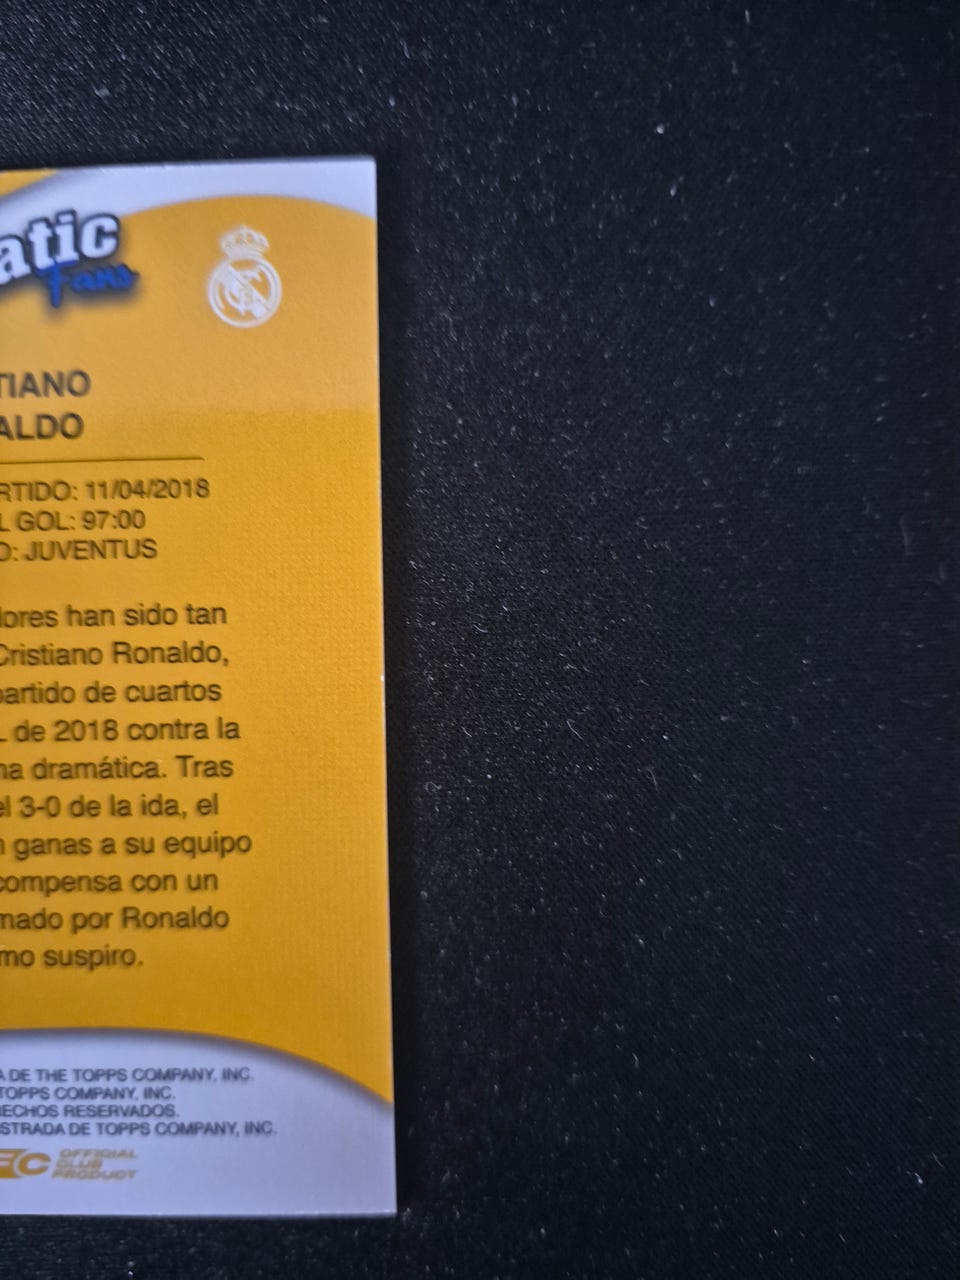 atic
Fans
TIANO
ALDO
RTIDO: 11/04/2018
L GOL: 97:00
O: JUVENTUS
dores han sido tan
Cristiano Ronaldo,
partido de cuartos
L de 2018 contra la
na dramática. Tras
el 3-0 de la ida, el
n ganas a su equipo
compensa con un
mado por Ronaldo
mo suspiro.
A DE THE TOPPS COMPANY, INC.
TOPPS COMPANY, INC.
RECHOS RESERVADOS.
STRADA DE TOPPS COMPANY, INC.
FC OFFICIAL
CLUB
PRODUCT